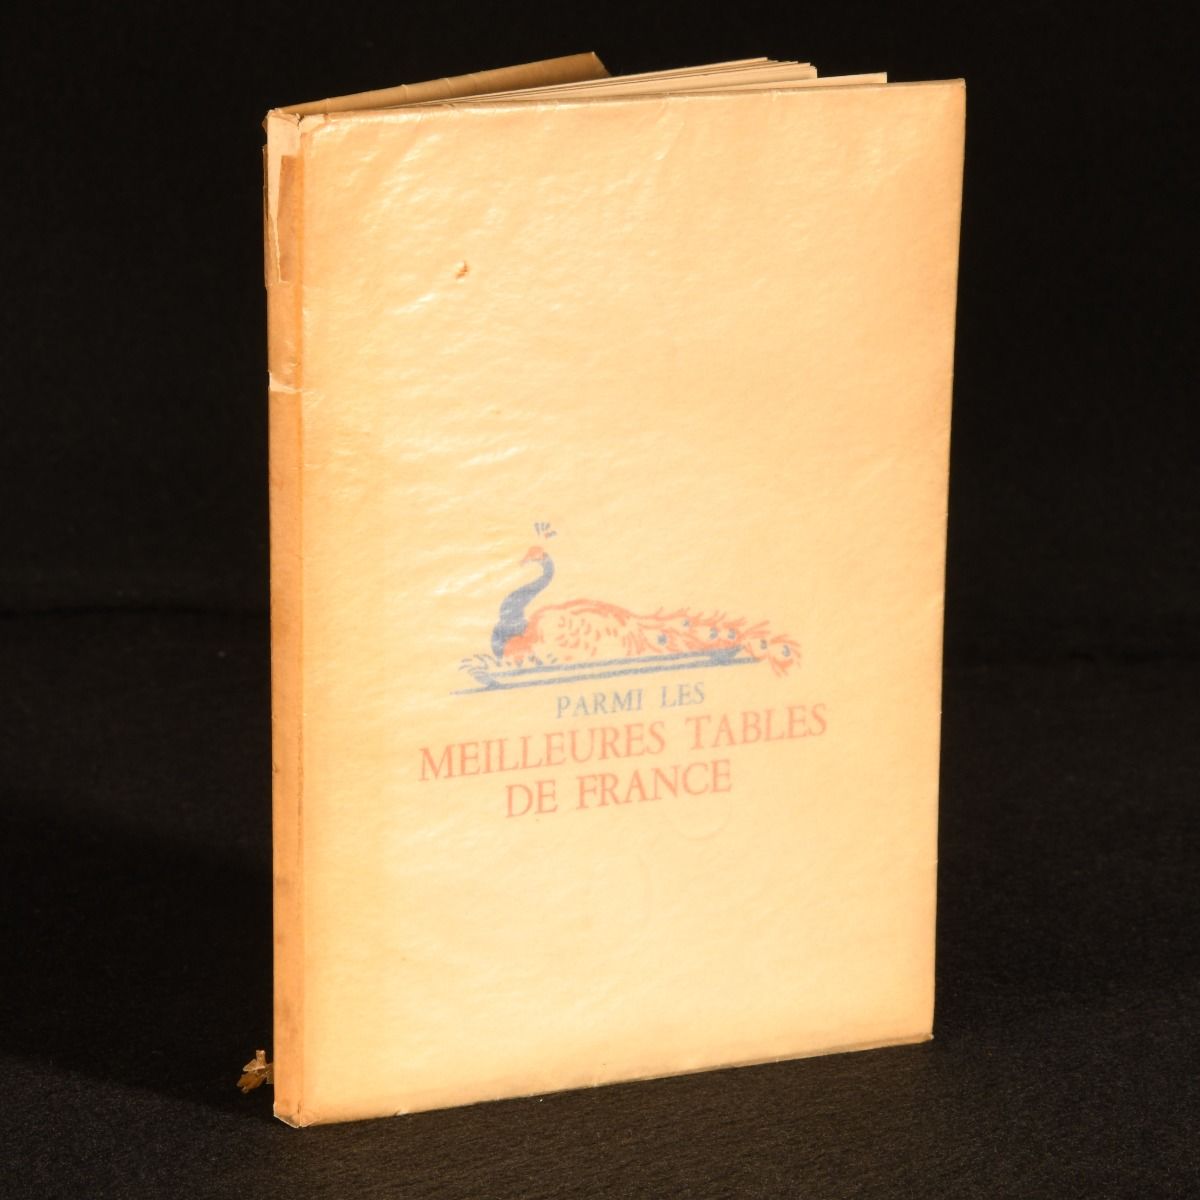 PARMI LES
MEILLEURES TABLES
DE FRANCE